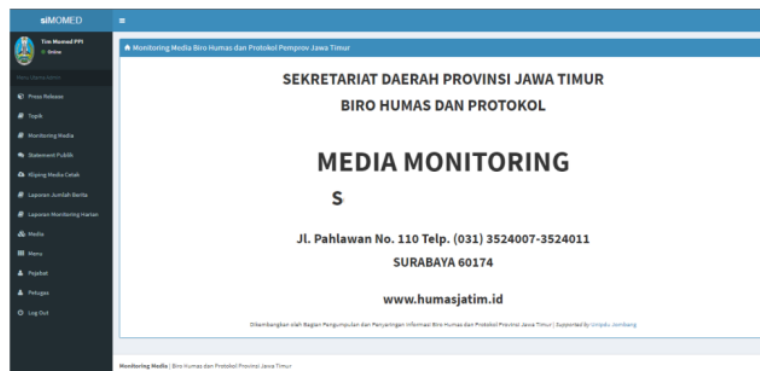 siMOMED
Tim Momed PPI
Online
Menu Utama Admin
Press Release
Topik
Monitoring Media
Statement Publik
Kliping Media Cetak
Laporan Jumlah Berita
Laporan Monitoring Harian
Media
Menu
Pejabat
Petugas
Log Out
Monitoring Media Biro Humas dan Protokol Pemprov Jawa Timur
SEKRETARIAT DAERAH PROVINSI JAWA TIMUR
BIRO HUMAS DAN PROTOKOL
MEDIA MONITORING
S
Jl. Pahlawan No. 110 Telp. (031) 3524007-3524011
SURABAYA 60174
www.humasjatim.id
Dikembangkan oleh Bagian Pengumpulan dan Penyaringan Informasi Biro Humas dan Protokol Provinsi Jawa Timur | Supported by Unipdu Jombang
Monitoring Media | Biro Humas dan Protokol Provinsi Jawa Timur